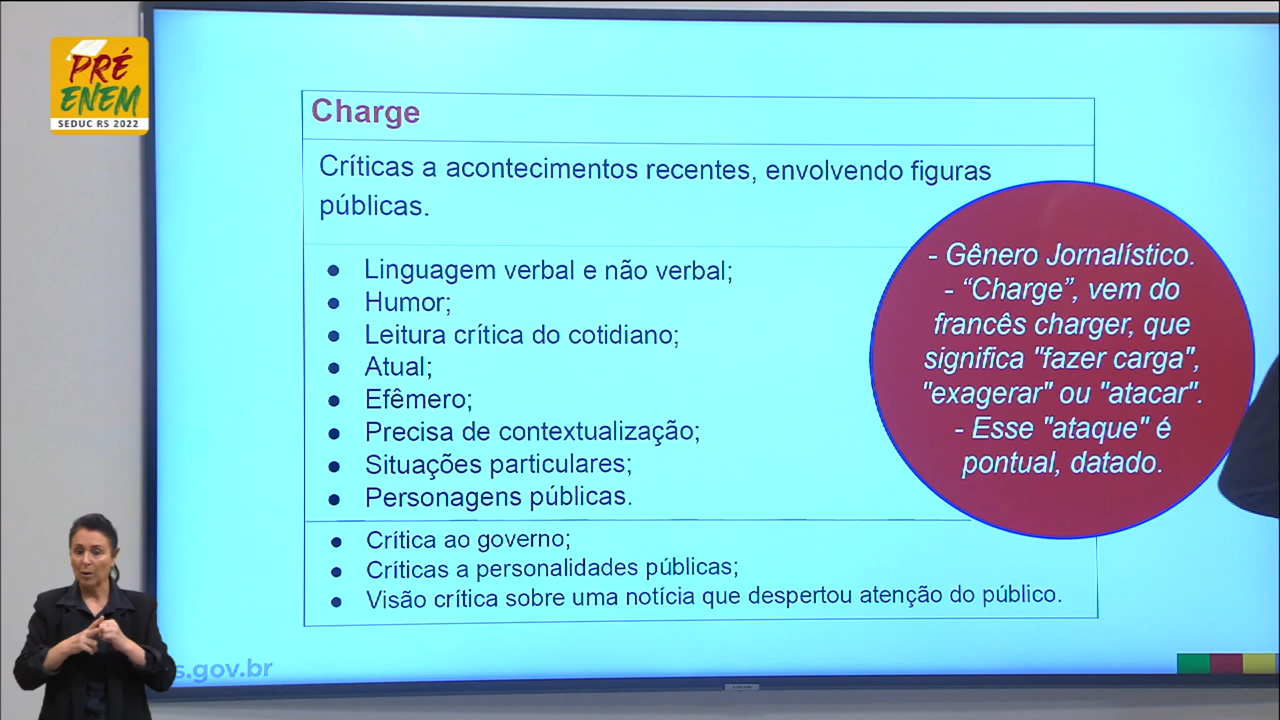 PRÉ
ENEM
SEDUC RS 2022
Charge
Críticas a acontecimentos recentes, envolvendo figuras
públicas.
● Linguagem verbal e não verbal;
● Humor;
● Leitura crítica do cotidiano;
● Atual;
● Efêmero;
● Precisa de contextualização;
● Situações particulares;
● Personagens públicas.
● Crítica ao governo;
● Críticas a personalidades públicas;
● Visão crítica sobre uma notícia que despertou atenção do público.
- Gênero Jornalístico.
- “Charge”, vem do
francês charger, que
significa "fazer carga",
"exagerar" ou "atacar".
- Esse "ataque" é
pontual, datado.
s.gov.br